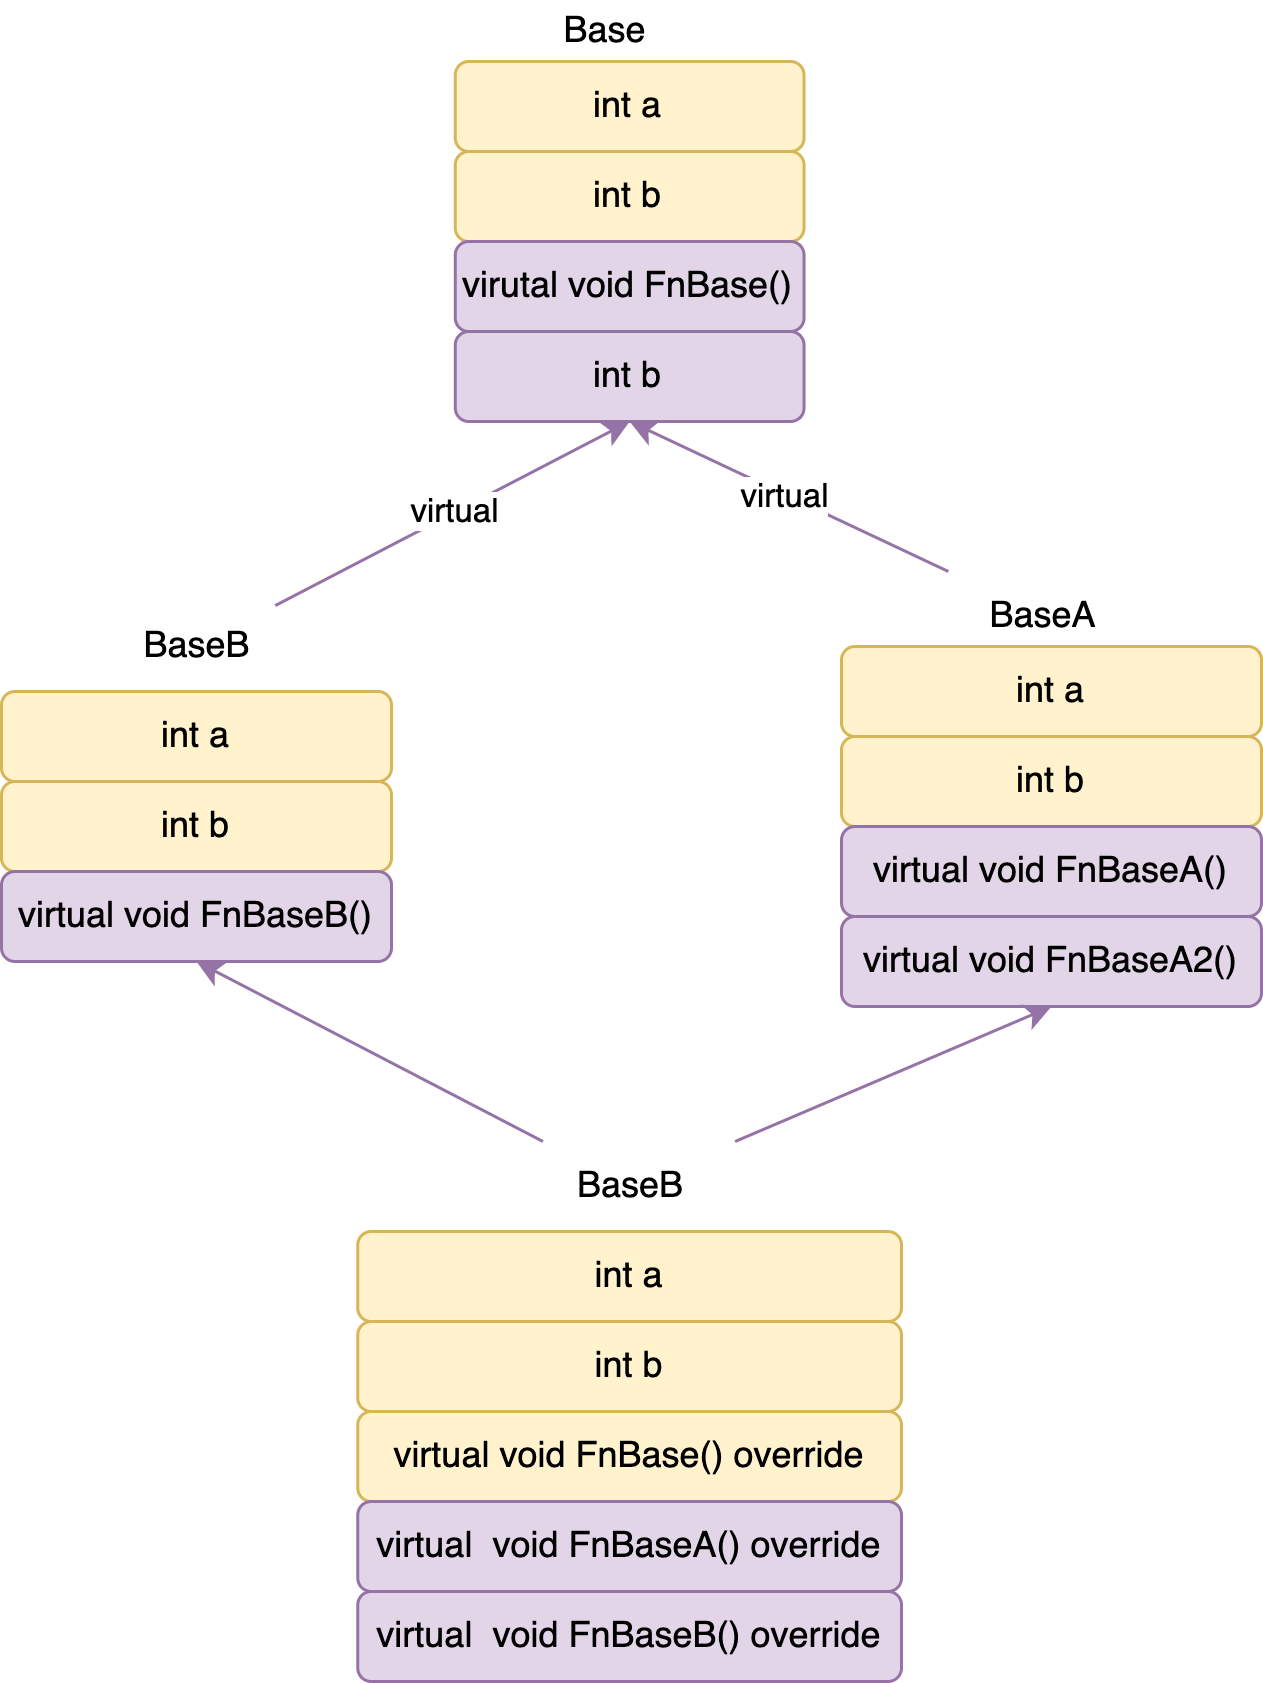 Base
int a
int b
virutal void FnBase()
int b
virtual
virtual
BaseB
int a
int b
virtual void FnBaseB()
BaseA
int a
int b
virtual void FnBaseA()
virtual void FnBaseA2()
BaseB
int a
int b
virtual void FnBase() override
virtual  void FnBaseA() override
virtual  void FnBaseB() override